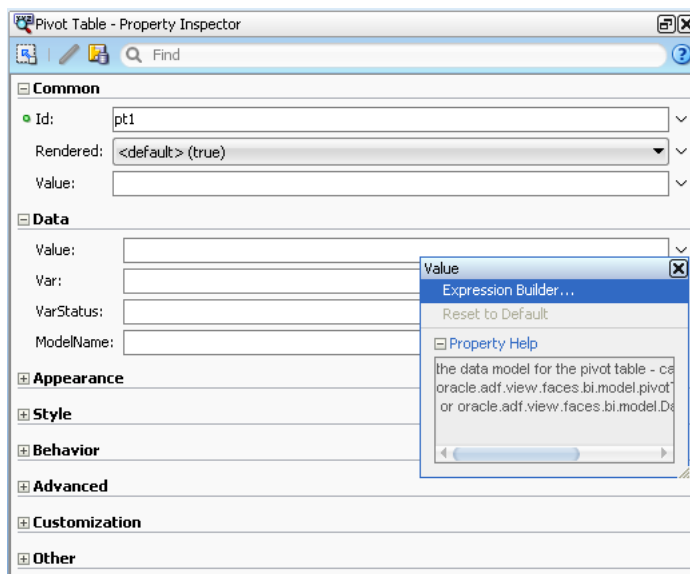 Pivot Table - Property Inspector
Find
Common
Id: pt1
Rendered: <default> (true)
Value:
Data
Value:
Var:
VarStatus:
ModelName:
Value
Expression Builder...
Reset to Default
Property Help
the data model for the pivot table - ca
oracle.adf.view.faces.bi.model.pivotT
or oracle.adf.view.faces.bi.model.Da
Appearance
Style
Behavior
Advanced
Customization
Other